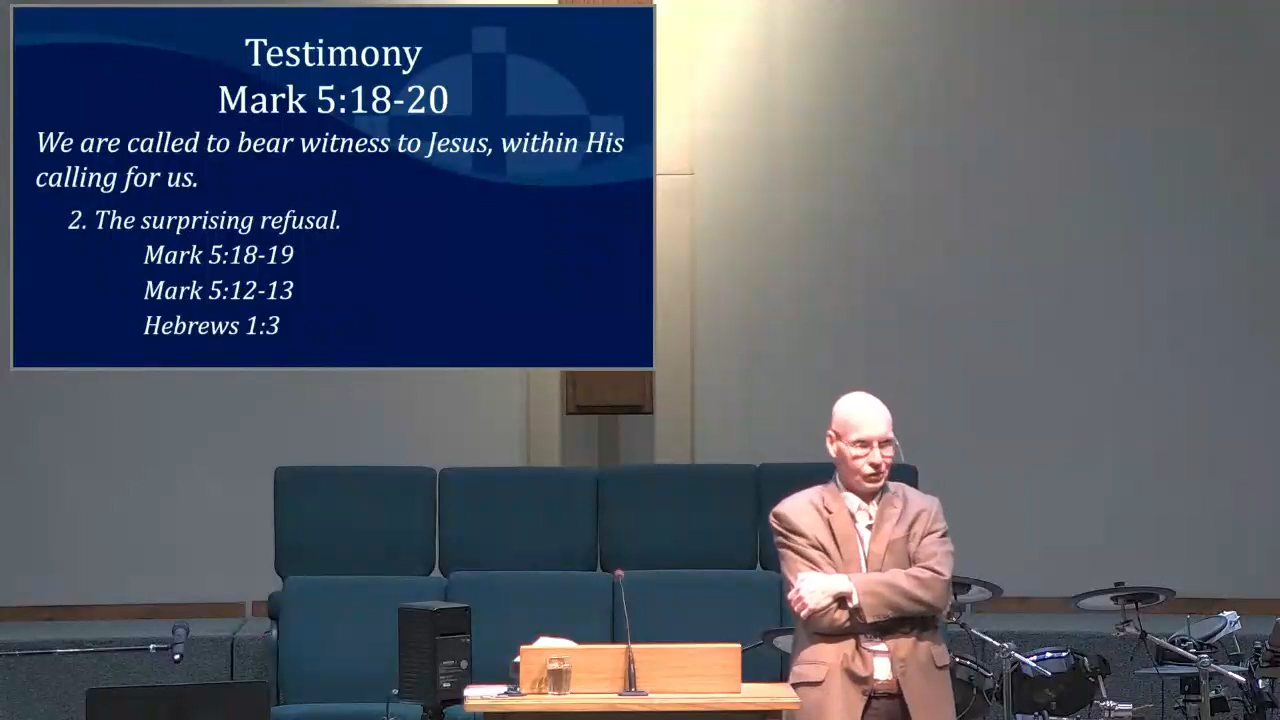 Testimony
Mark 5:18-20
We are called to bear witness to Jesus, within His
calling for us.
2. The surprising refusal.
Mark 5:18-19
Mark 5:12-13
Hebrews 1:3